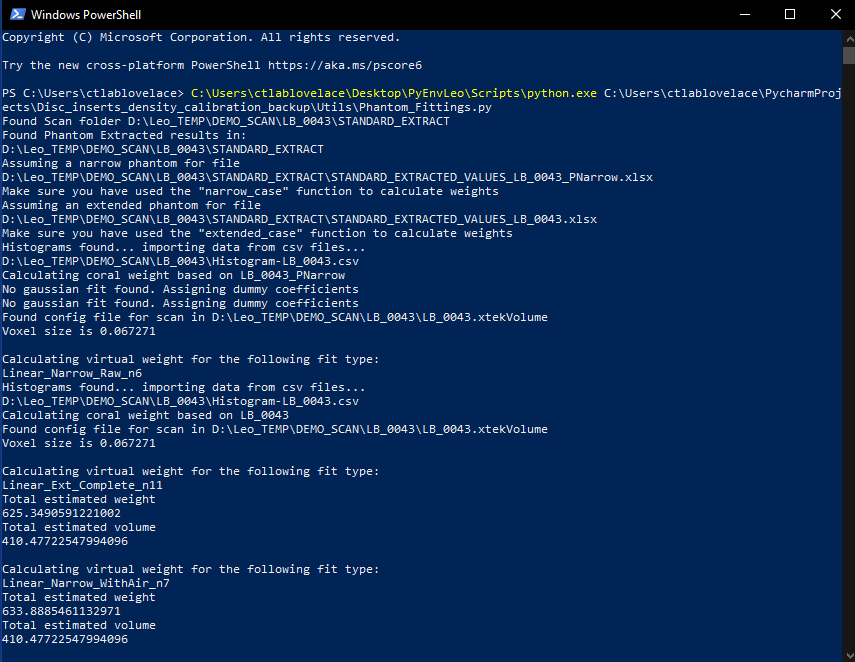 Windows PowerShell
Copyright (C) Microsoft Corporation. All rights reserved.
Try the new cross-platform PowerShell https://aka.ms/pscore6
PS C:\Users\ctlablovelace> C:\Users\ctlablovelace\Desktop\PyEnvLeo\Scripts\python.exe C:\Users\ctlablovelace\PycharmProj
ects\Disc_inserts_density_calibration_backup\Utils\Phantom_Fittings.py
Found Scan folder D:\Leo_TEMP\DEMO_SCAN\LB_0043\STANDARD_EXTRACT
Found Phantom Extracted results in:
D:\Leo_TEMP\DEMO_SCAN\LB_0043\STANDARD_EXTRACT
Assuming a narrow phantom for file
D:\Leo_TEMP\DEMO_SCAN\LB_0043\STANDARD_EXTRACT\STANDARD_EXTRACTED_VALUES_LB_0043_PNarrow.xlsx
Make sure you have used the "narrow_case" function to calculate weights
Assuming an extended phantom for file
D:\Leo_TEMP\DEMO_SCAN\LB_0043\STANDARD_EXTRACT\STANDARD_EXTRACTED_VALUES_LB_0043.xlsx
Make sure you have used the "extended_case" function to calculate weights
Histograms found... importing data from csv files...
D:\Leo_TEMP\DEMO_SCAN\LB_0043\Histogram-LB_0043.csv
Calculating coral weight based on LB_0043_PNarrow
No gaussian fit found. Assigning dummy coefficients
No gaussian fit found. Assigning dummy coefficients
Found config file for scan in D:\Leo_TEMP\DEMO_SCAN\LB_0043\LB_0043.xtekVolume
Voxel size is 0.067271
Calculating virtual weight for the following fit type:
Linear_Narrow_Raw_n6
Histograms found... importing data from csv files...
D:\Leo_TEMP\DEMO_SCAN\LB_0043\Histogram-LB_0043.csv
Calculating coral weight based on LB_0043
Found config file for scan in D:\Leo_TEMP\DEMO_SCAN\LB_0043\LB_0043.xtekVolume
Voxel size is 0.067271
Calculating virtual weight for the following fit type:
Linear_Ext_Complete_n11
Total estimated weight
625.3490591221002
Total estimated volume
410.47722547994096
Calculating virtual weight for the following fit type:
Linear_Narrow_WithAir_n7
Total estimated weight
633.8885461132971
Total estimated volume
410.47722547994096